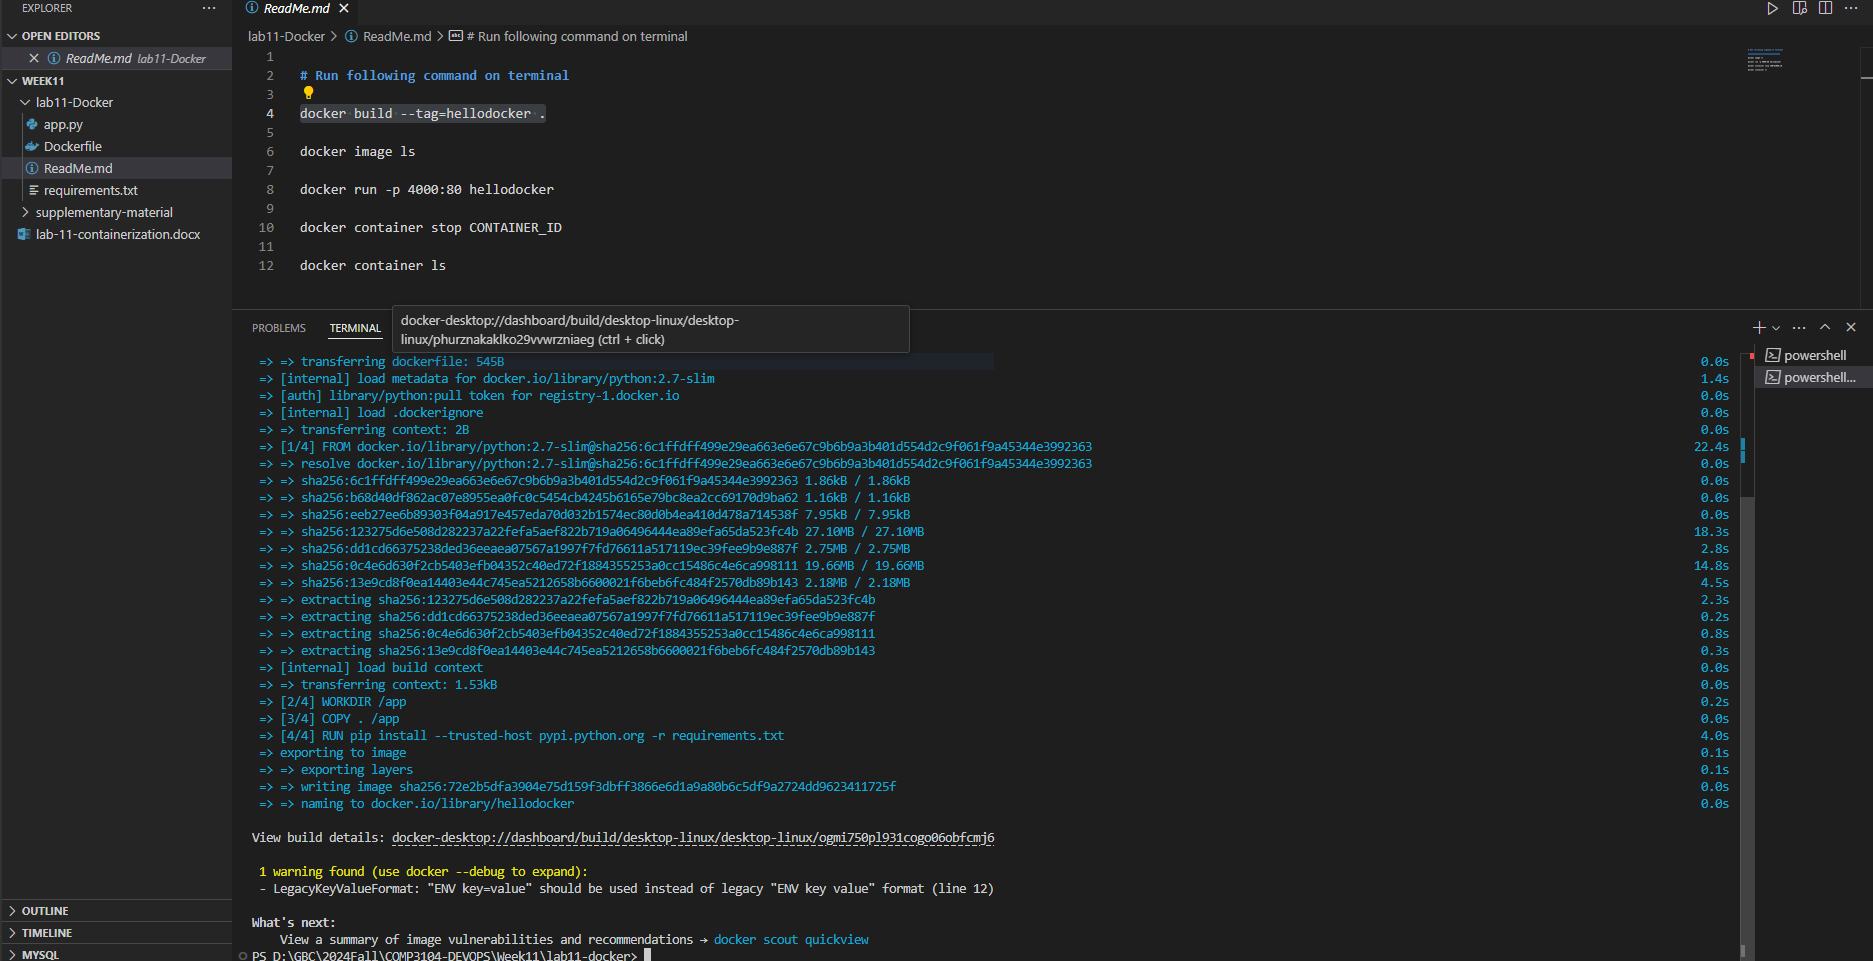 EXPLORER
OPEN EDITORS
ReadMe.md lab11-Docker
WEEK11
lab11-Docker
app.py
Dockerfile
ReadMe.md
requirements.txt
supplementary-material
lab-11-containerization.docx
OUTLINE
TIMELINE
MYSQL
ReadMe.md
lab11-Docker > ReadMe.md > # Run following command on terminal
1
2 # Run following command on terminal
3
4 docker build --tag=hellodocker .
5
6 docker image ls
7
8 docker run -p 4000:80 hellodocker
9
10 docker container stop CONTAINER_ID
11
12 docker container ls
PROBLEMS TERMINAL
docker-desktop://dashboard/build/desktop-linux/desktop-
linux/phurznakaklko29vvwrzniaeg (ctrl + click)
powershell
powershell...
=> => transferring dockerfile: 545B 0.0s
=> [internal] load metadata for docker.io/library/python:2.7-slim 1.4s
=> [auth] library/python:pull token for registry-1.docker.io 0.0s
=> [internal] load .dockerignore 0.0s
=> => transferring context: 2B 0.0s
=> [1/4] FROM docker.io/library/python:2.7-slim@sha256:6c1ffdff499e29ea663e6e67c9b6b9a3b401d554d2c9f061f9a45344e3992363 22.4s
=> => resolve docker.io/library/python:2.7-slim@sha256:6c1ffdff499e29ea663e6e67c9b6b9a3b401d554d2c9f061f9a45344e3992363 0.0s
=> => sha256:6c1ffdff499e29ea663e6e67c9b6b9a3b401d554d2c9f061f9a45344e3992363 1.86kB / 1.86kB 0.0s
=> => sha256:b68d40df862ac07e8955ea0fc0c5454cb4245b6165e79bc8ea2cc69170d9ba62 1.16kB / 1.16kB 0.0s
=> => sha256:eeb27ee6b89303f04a917e457eda70d032b1574ec80d0b4ea410d478a714538f 7.95kB / 7.95kB 0.0s
=> => sha256:123275d6e508d282237a22fefa5aef822b719a06496444ea89efa65da523fc4b 27.10MB / 27.10MB 18.3s
=> => sha256:dd1cd66375238ded36eeaea07567a1997f7fd76611a517119ec39fee9b9e887f 2.75MB / 2.75MB 2.8s
=> => sha256:0c4e6d630f2cb5403efb04352c40ed72f1884355253a0cc15486c4e6ca998111 19.66MB / 19.66MB 14.8s
=> => sha256:13e9cd8f0ea14403e44c745ea5212658b6600021f6beb6fc484f2570db89b143 2.18MB / 2.18MB 4.5s
=> => extracting sha256:123275d6e508d282237a22fefa5aef822b719a06496444ea89efa65da523fc4b 2.3s
=> => extracting sha256:dd1cd66375238ded36eeaea07567a1997f7fd76611a517119ec39fee9b9e887f 0.2s
=> => extracting sha256:0c4e6d630f2cb5403efb04352c40ed72f1884355253a0cc15486c4e6ca998111 0.8s
=> => extracting sha256:13e9cd8f0ea14403e44c745ea5212658b6600021f6beb6fc484f2570db89b143 0.3s
=> [internal] load build context 0.0s
=> => transferring context: 1.53kB 0.0s
=> [2/4] WORKDIR /app 0.2s
=> [3/4] COPY . /app 0.0s
=> [4/4] RUN pip install --trusted-host pypi.python.org -r requirements.txt 4.0s
=> exporting to image 0.1s
=> => exporting layers 0.1s
=> => writing image sha256:72e2b5dfa3904e75d159f3dbff3866e6d1a9a80b6c5df9a2724dd9623411725f 0.0s
=> => naming to docker.io/library/hellodocker 0.0s
View build details: docker-desktop://dashboard/build/desktop-linux/desktop-linux/ogmi750pl931cogo06obfcmj6
1 warning found (use docker --debug to expand):
- LegacyKeyValueFormat: "ENV key=value" should be used instead of legacy "ENV key value" format (line 12)
What's next:
View a summary of image vulnerabilities and recommendations → docker scout quickview
PS D:\GBC\2024Fall\COMP3104-DEVOPS\Week11\lab11-docker>